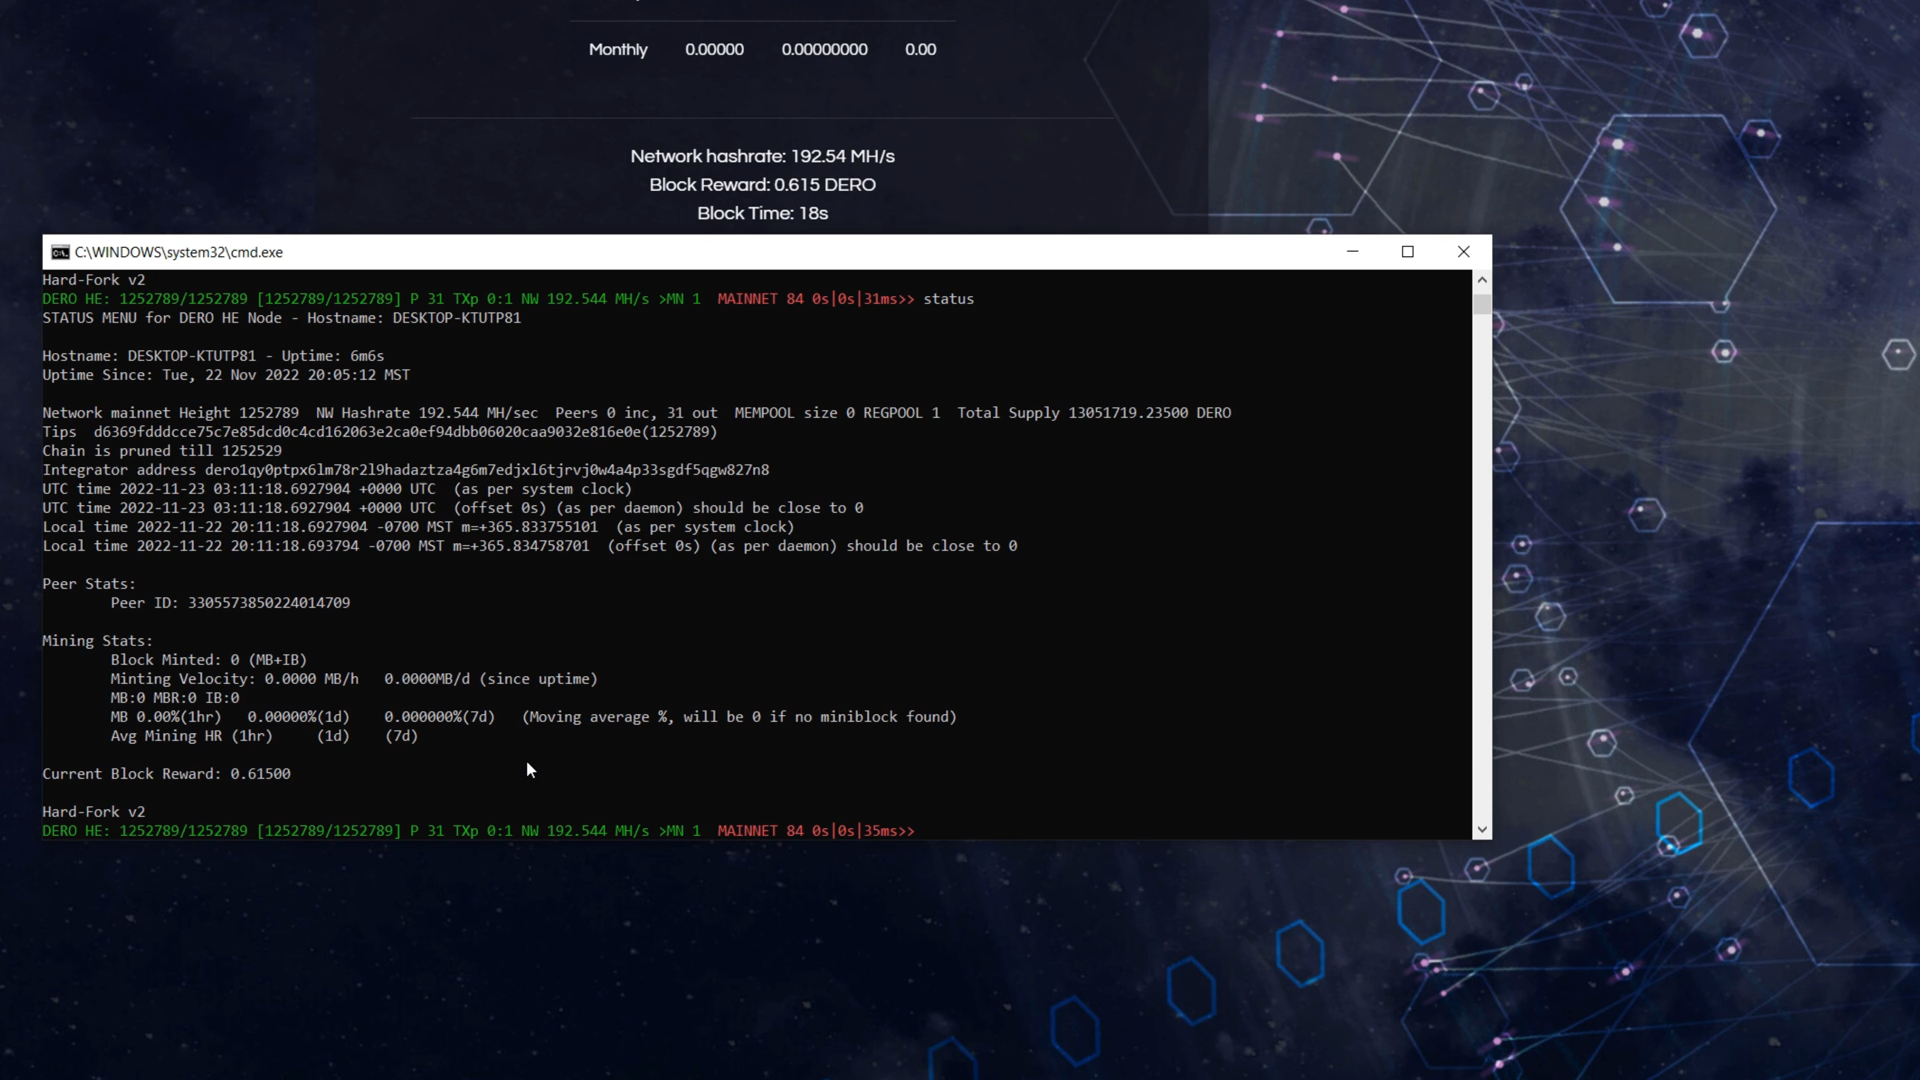 Monthly 0.00000 0.00000000 0.00
Network hashrate: 192.54 MH/s
Block Reward: 0.615 DERO
Block Time: 18s
C:\WINDOWS\system32\cmd.exe
Hard-Fork v2
DERO HE: 1252789/1252789 [1252789/1252789] P 31 TXp 0:1 NW 192.544 MH/s >MN 1  MAINNET 84 0s|0s|31ms>> status
STATUS MENU for DERO HE Node - Hostname: DESKTOP-KTUTP81
Hostname: DESKTOP-KTUTP81 - Uptime: 6m6s
Uptime Since: Tue, 22 Nov 2022 20:05:12 MST
Network mainnet Height 1252789  NW Hashrate 192.544 MH/sec  Peers 0 inc, 31 out  MEMPOOL size 0 REGPOOL 1  Total Supply 13051719.23500 DERO
Tips  d6369fdddcce75c7e85dcd0c4cd162063e2ca0ef94dbb06020caa9032e816e0e(1252789)
Chain is pruned till 1252529
Integrator address dero1qy0ptpx6lm78r2l9hadaztza4g6m7edjxl6tjrvj0w4a4p33sgdf5qgw827n8
UTC time 2022-11-23 03:11:18.6927904 +0000 UTC  (as per system clock)
UTC time 2022-11-23 03:11:18.6927904 +0000 UTC  (offset 0s) (as per daemon) should be close to 0
Local time 2022-11-22 20:11:18.6927904 -0700 MST m=+365.833755101  (as per system clock)
Local time 2022-11-22 20:11:18.693794 -0700 MST m=+365.834758701  (offset 0s) (as per daemon) should be close to 0
Peer Stats:
Peer ID: 3305573850224014709
Mining Stats:
Block Minted: 0 (MB+IB)
Minting Velocity: 0.0000 MB/h   0.0000MB/d (since uptime)
MB:0 MBR:0 IB:0
MB 0.00%(1hr)   0.00000%(1d)    0.000000%(7d)   (Moving average %, will be 0 if no miniblock found)
Avg Mining HR (1hr)     (1d)    (7d)
Current Block Reward: 0.61500
Hard-Fork v2
DERO HE: 1252789/1252789 [1252789/1252789] P 31 TXp 0:1 NW 192.544 MH/s >MN 1  MAINNET 84 0s|0s|35ms>>